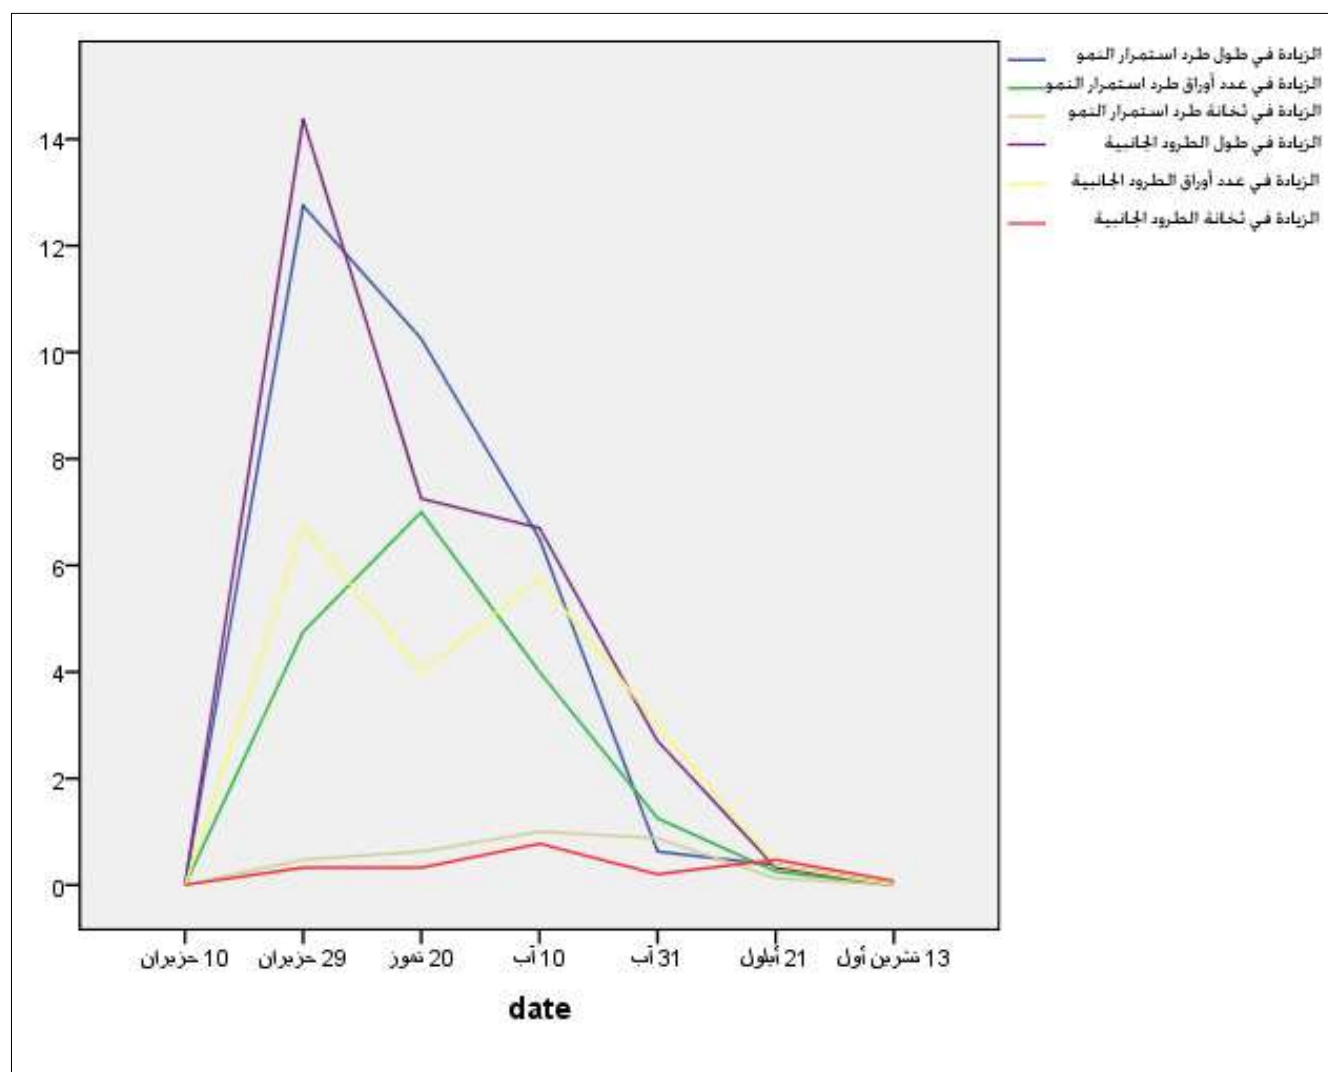 الزيادة في طول طرد استمرار النمو
الزيادة في عدد أوراق طرد استمرار النمو
الزيادة في ثخانة طرد استمرار النمو
الزيادة في طول الطرود الجانبية
الزيادة في عدد أوراق الطرود الجانبية
الزيادة في ثخانة الطرود الجانبية
14
12
10
8
6
4
2
0
10 حزيران
29 حزيران
20 تموز
10 آب
31 آب
21 أيلول
13 تشرين أول
date